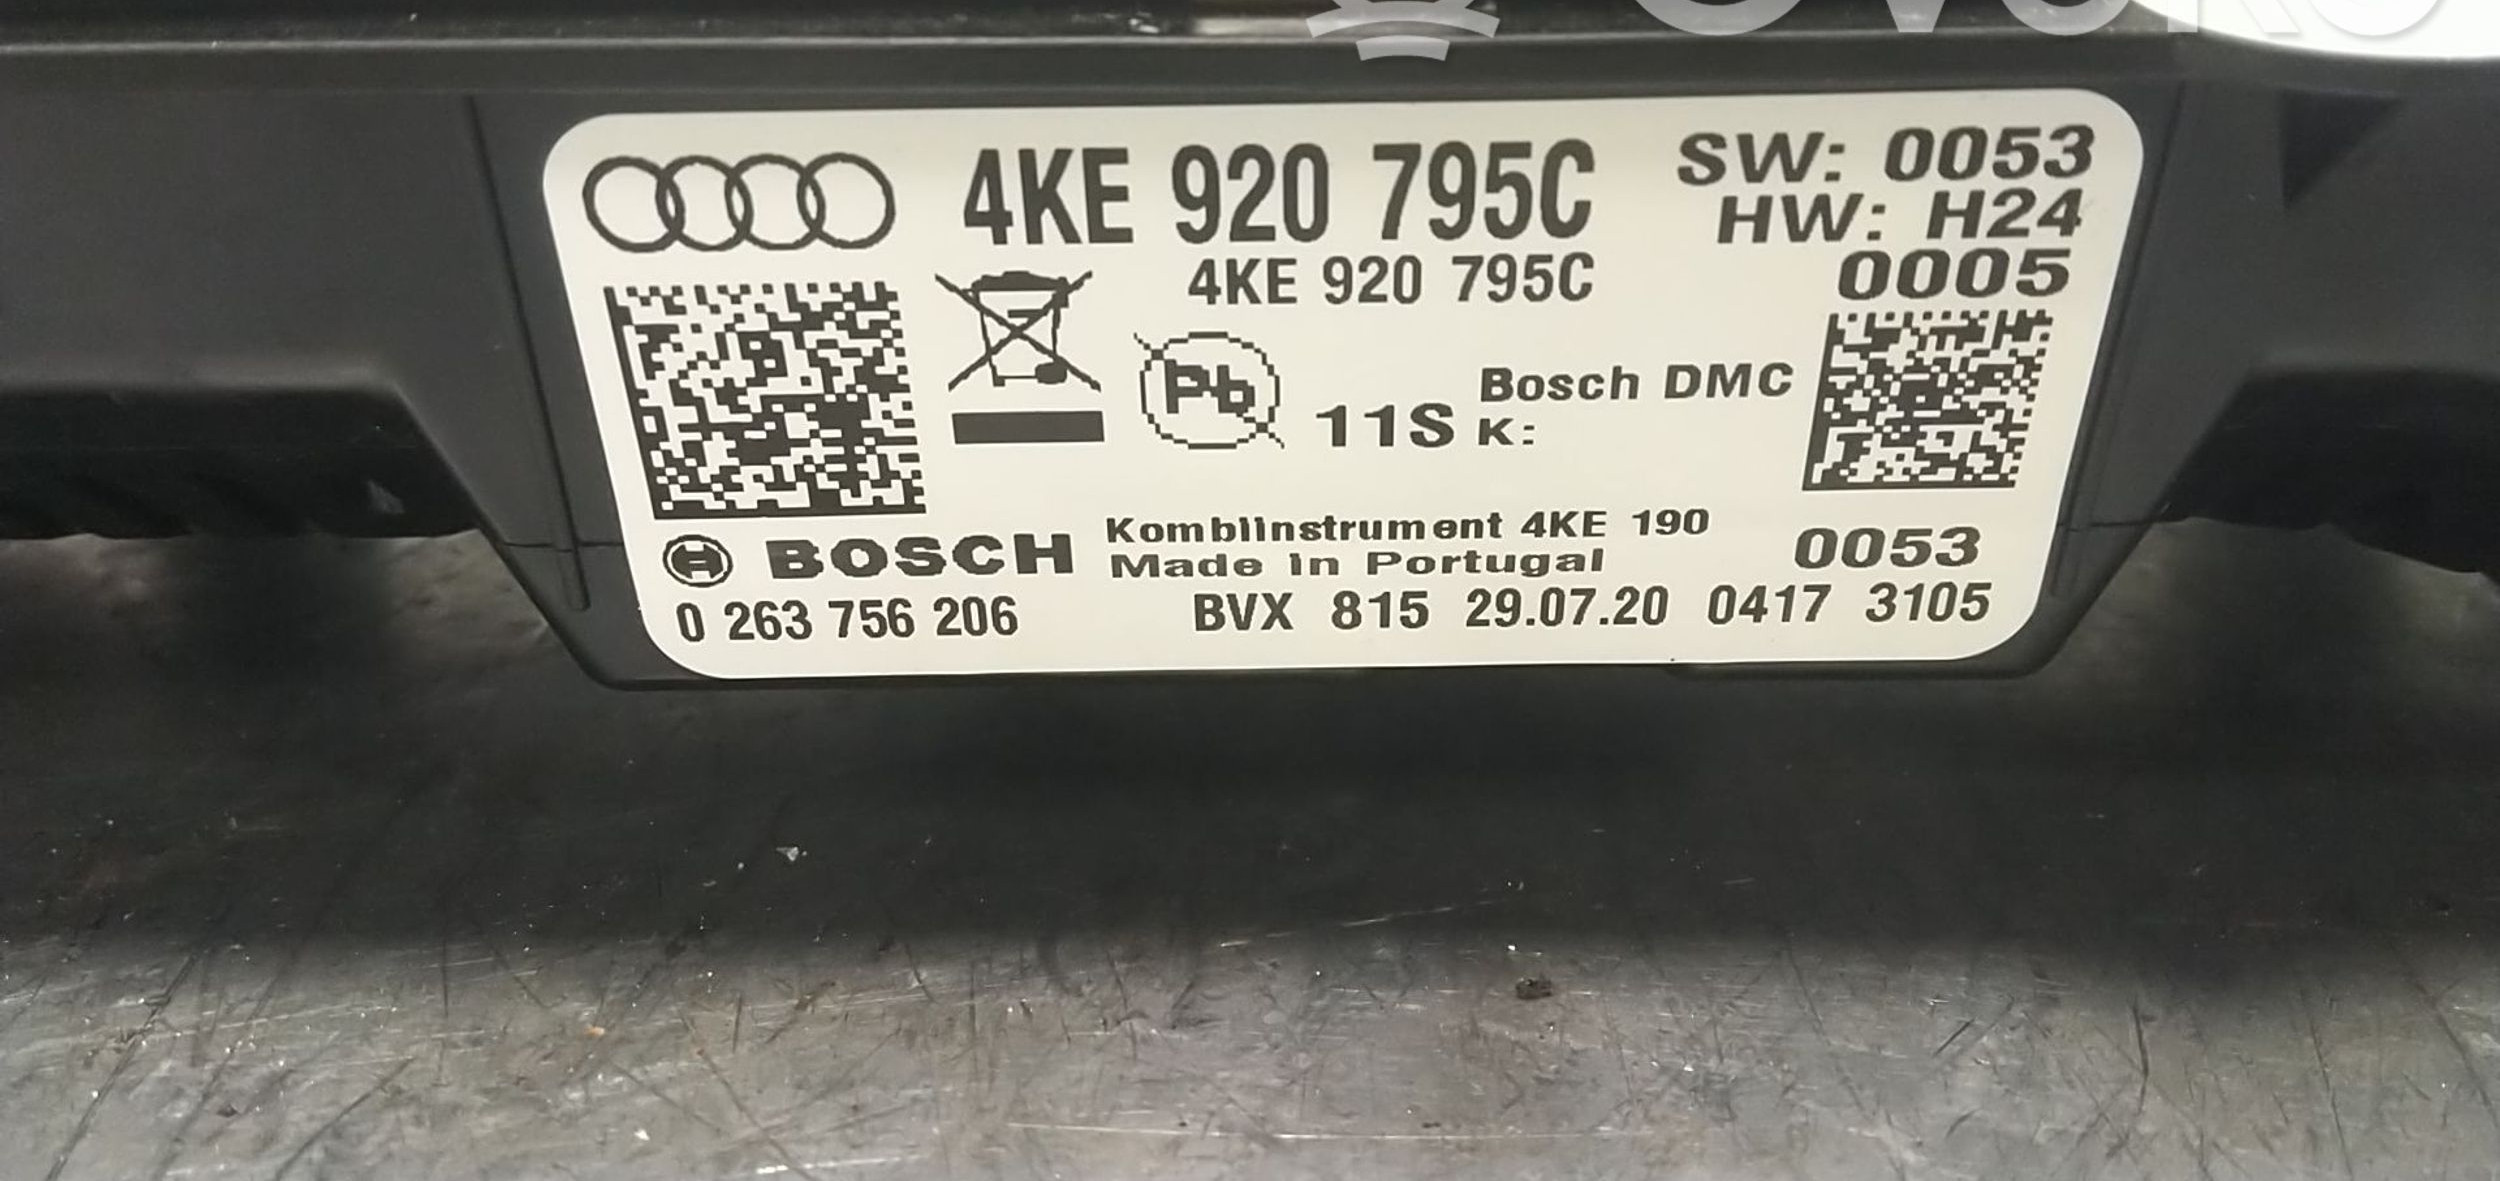 4KE 920 795C
SW: 0053
HW: H24
0005
4KE 920 795C
Pb
11S
Bosch DMC
K:
BOSCH
Kombiinstrument 4KE 190
Made in Portugal
0053
0 263 756 206
BVX 815 29.07.20 0417 3105